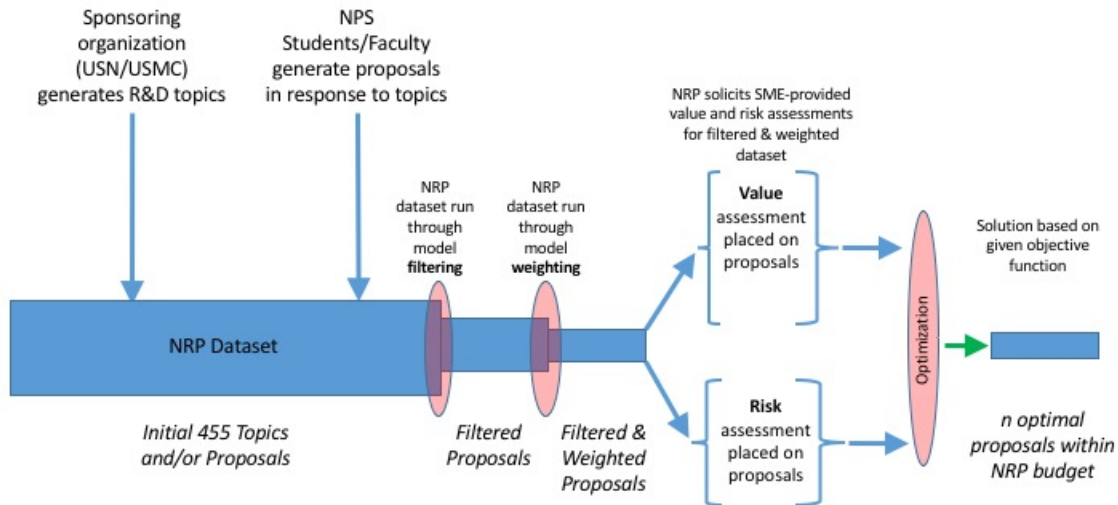 Sponsoring
organization
(USN/USMC)
generates R&D topics
NPS
Students/Faculty
generate proposals
in response to topics
NRP
dataset run
through
model
filtering
NRP
dataset run
through
model
weighting
NRP solicits SME-provided
value and risk assessments
for filtered & weighted
dataset
Value
assessment
placed on
proposals
Risk
assessment
placed on
proposals
Optimization
Solution based on
given objective
function
NRP Dataset
Initial 455 Topics
and/or Proposals
Filtered
Proposals
Filtered &
Weighted
Proposals
n optimal
proposals within
NRP budget